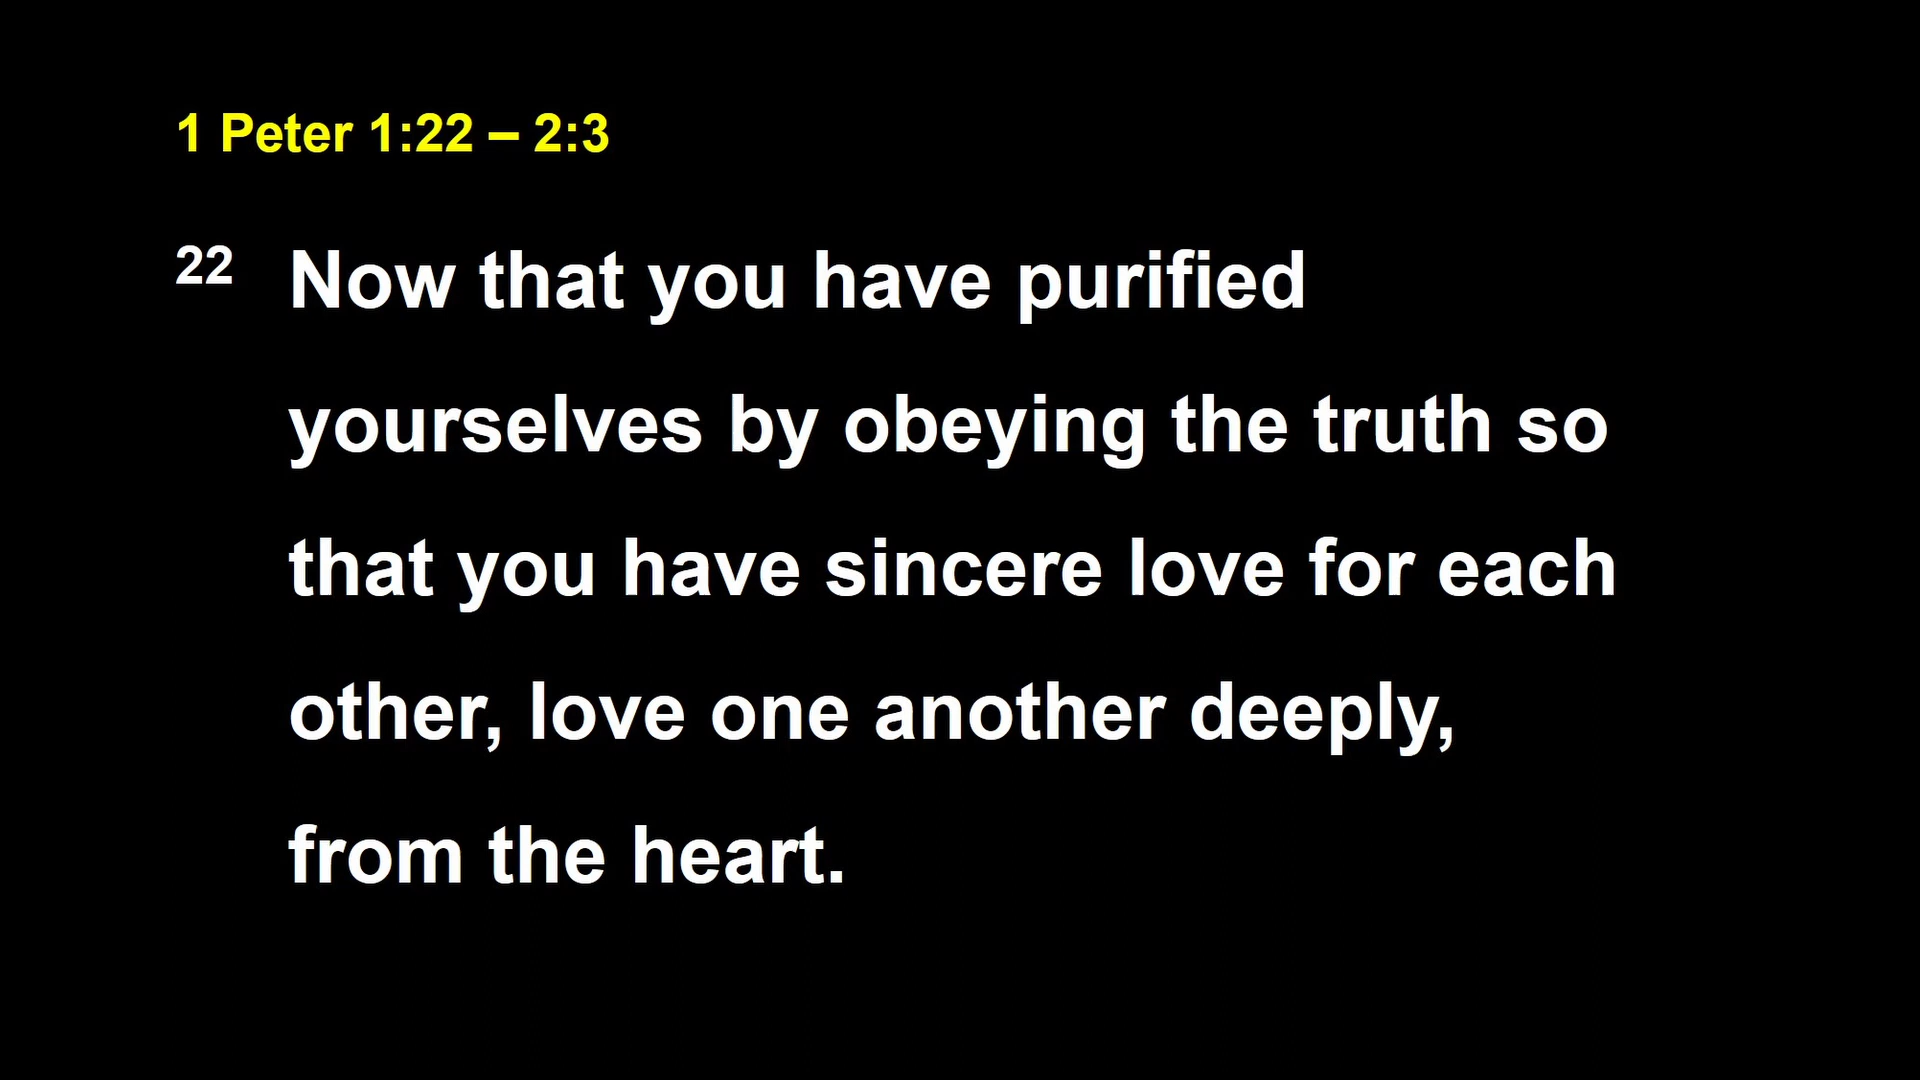 1 Peter 1:22 – 2:3
22 Now that you have purified
yourselves by obeying the truth so
that you have sincere love for each
other, love one another deeply,
from the heart.